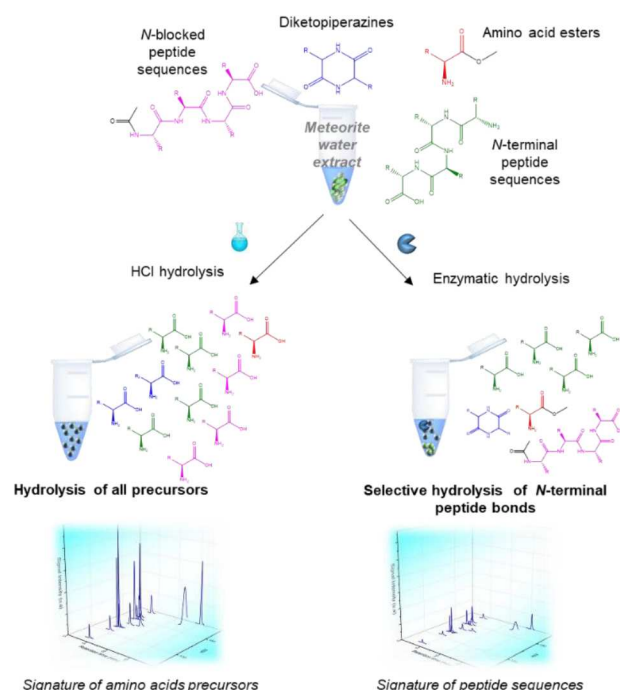 Diketopiperazines
Amino acid esters
N-blocked
peptide
sequences
Meteorite
water
extract
N-terminal
peptide
sequences
HCl hydrolysis
Enzymatic hydrolysis
Hydrolysis of all precursors
Selective hydrolysis of N-terminal
peptide bonds
Signature of amino acids precursors
Signature of peptide sequences